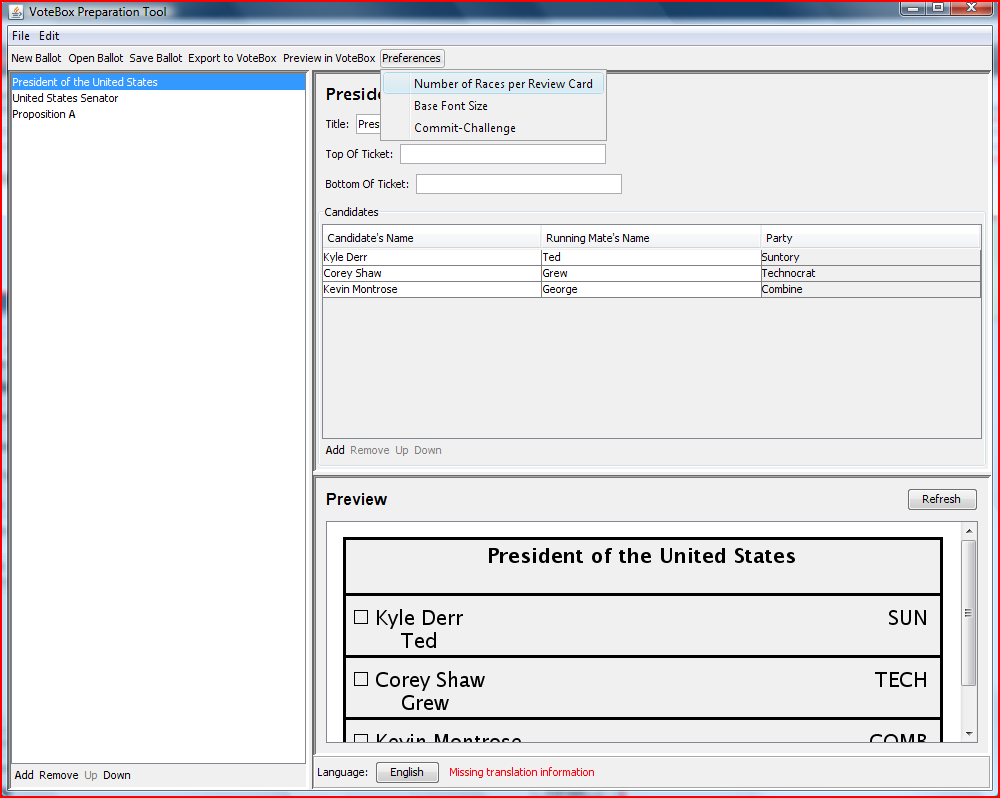 VoteBox Preparation Tool
File Edit
New Ballot Open Ballot Save Ballot Export to VoteBox Preview in VoteBox Preferences
Number of Races per Review Card
Base Font Size
Commit-Challenge
President of the United States
United States Senator
Proposition A
Title:
Top Of Ticket:
Bottom Of Ticket:
Candidates
Candidate's Name Running Mate's Name Party
Kyle Derr Ted Suntory
Corey Shaw Grew Technocrat
Kevin Montrose George Combine
Add Remove Up Down
Preview Refresh
President of the United States
Kyle Derr SUN
Ted
Corey Shaw TECH
Grew
Kevin Montrose COMB
Add Remove Up Down
Language: English Missing translation information